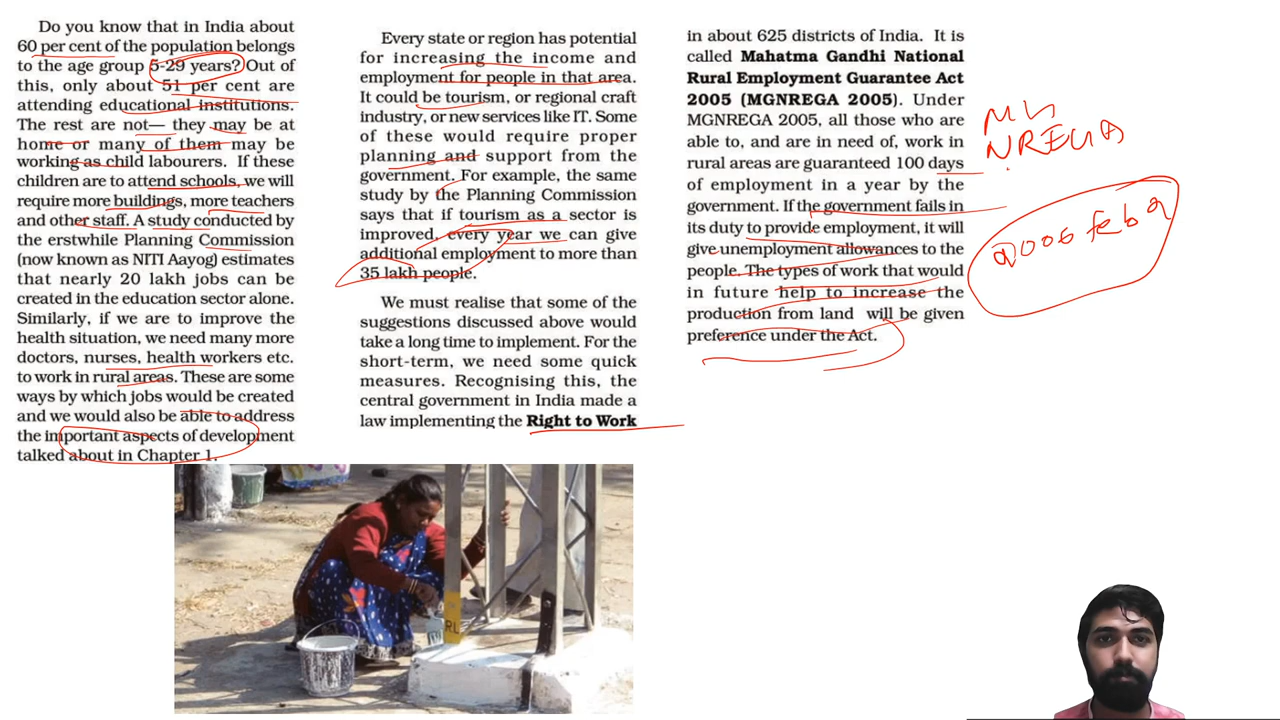 Do you know that in India about
60 per cent of the population belongs
to the age group 5-29 years? Out of
this, only about 51 per cent are
attending educational institutions.
The rest are not— they may be at
home or many of them may be
working as child labourers. If these
children are to attend schools, we will
require more buildings, more teachers
and other staff. A study conducted by
the erstwhile Planning Commission
(now known as NITI Aayog) estimates
that nearly 20 lakh jobs can be
created in the education sector alone.
Similarly, if we are to improve the
health situation, we need many more
doctors, nurses, health workers etc.
to work in rural areas. These are some
ways by which jobs would be created
and we would also be able to address
the important aspects of development
talked about in Chapter 1.
Every state or region has potential
for increasing the income and
employment for people in that area.
It could be tourism, or regional craft
industry, or new services like IT. Some
of these would require proper
planning and support from the
government. For example, the same
study by the Planning Commission
says that if tourism as a sector is
improved, every year we can give
additional employment to more than
35 lakh people.
We must realise that some of the
suggestions discussed above would
take a long time to implement. For the
short-term, we need some quick
measures. Recognising this, the
central government in India made a
law implementing the Right to Work
in about 625 districts of India. It is
called Mahatma Gandhi National
Rural Employment Guarantee Act
2005 (MGNREGA 2005). Under
MGNREGA 2005, all those who are
able to, and are in need of, work in
rural areas are guaranteed 100 days
of employment in a year by the
government. If the government fails in
its duty to provide employment, it will
give unemployment allowances to the
people. The types of work that would
in future help to increase the
production from land will be given
preference under the Act.
MG
NREGA
2006 feb 2
RL